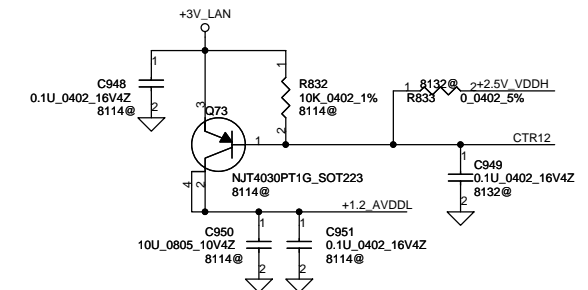 +3V_LAN
1
C948
0.1U_0402_16V4Z
8114@
2
1
R832
10K_0402_1%
8114@
2
1
8132@
2
+2.5V_VDDH
R833
0_0402_5%
3
Q73
1
CTR12
NJT4030PT1G_SOT223
8114@
4
2
1
C949
0.1U_0402_16V4Z
8132@
2
+1.2_AVDDL
1
C950
10U_0805_10V4Z
8114@
2
1
C951
0.1U_0402_16V4Z
8114@
2